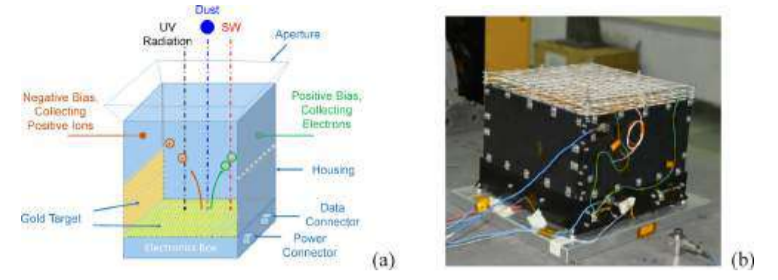 Dust
UV
Radiation
SW
Aperture
Negative Bias,
Collecting
Positive Ions
Positive Bias,
Collecting
Electrons
Housing
Gold Target
Data
Connector
Power
Connector
Electronics Box
(a)
(b)